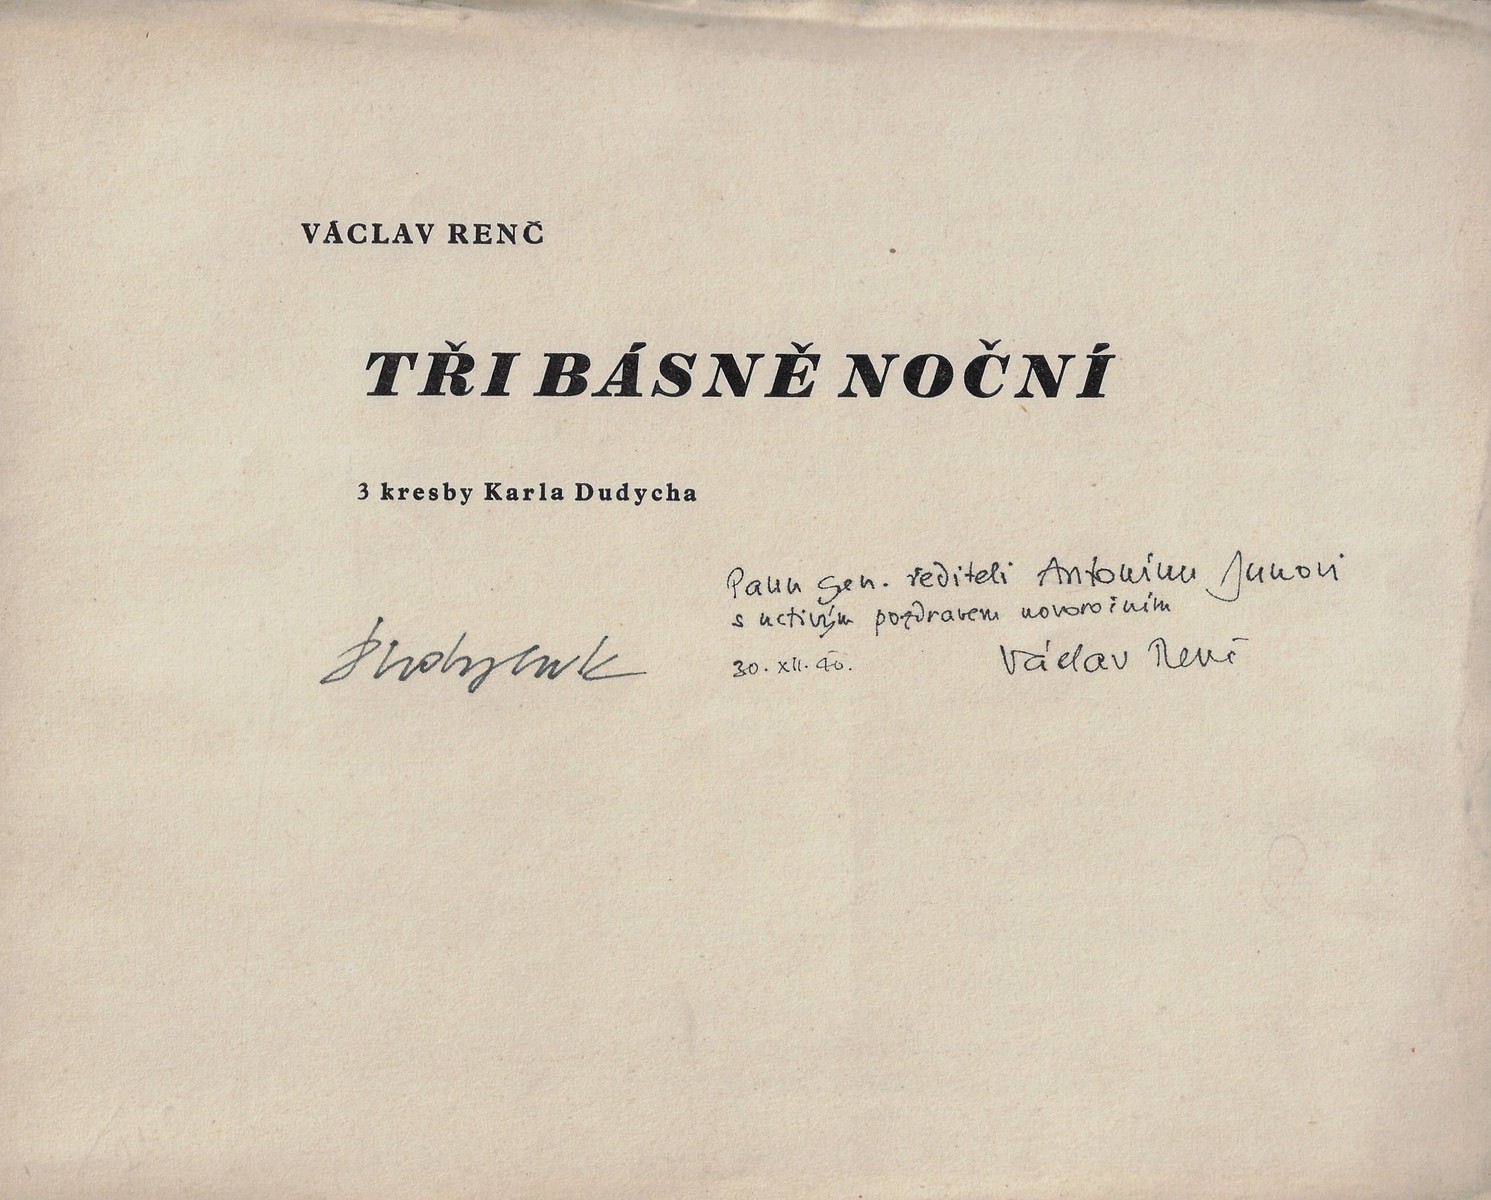 VÁCLAV RENČ
TŘI BÁSNĚ NOČNÍ
3 kresby Karla Dudycha
Panu gen. řediteli Antonínu Junovi
s uctivým pozdravem novoročním
30. XII. 40.
Václav Renč